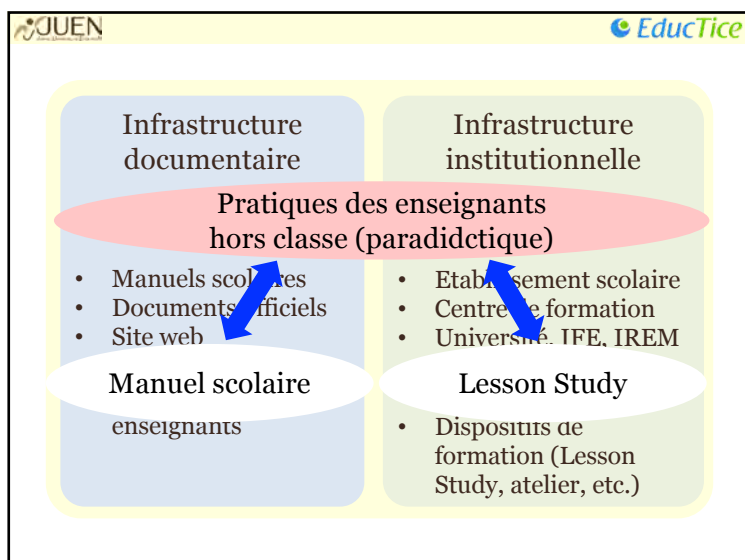 JUEN
EducTice
Infrastructure
documentaire
Infrastructure
institutionnelle
Pratiques des enseignants
hors classe (paradidctique)
• Manuels scolaires
• Documents officiels
• Site web
Manuel scolaire
enseignants
• Etablissement scolaire
• Centre de formation
• Université, IFE, IREM
Lesson Study
• Dispositifs de
formation (Lesson
Study, atelier, etc.)